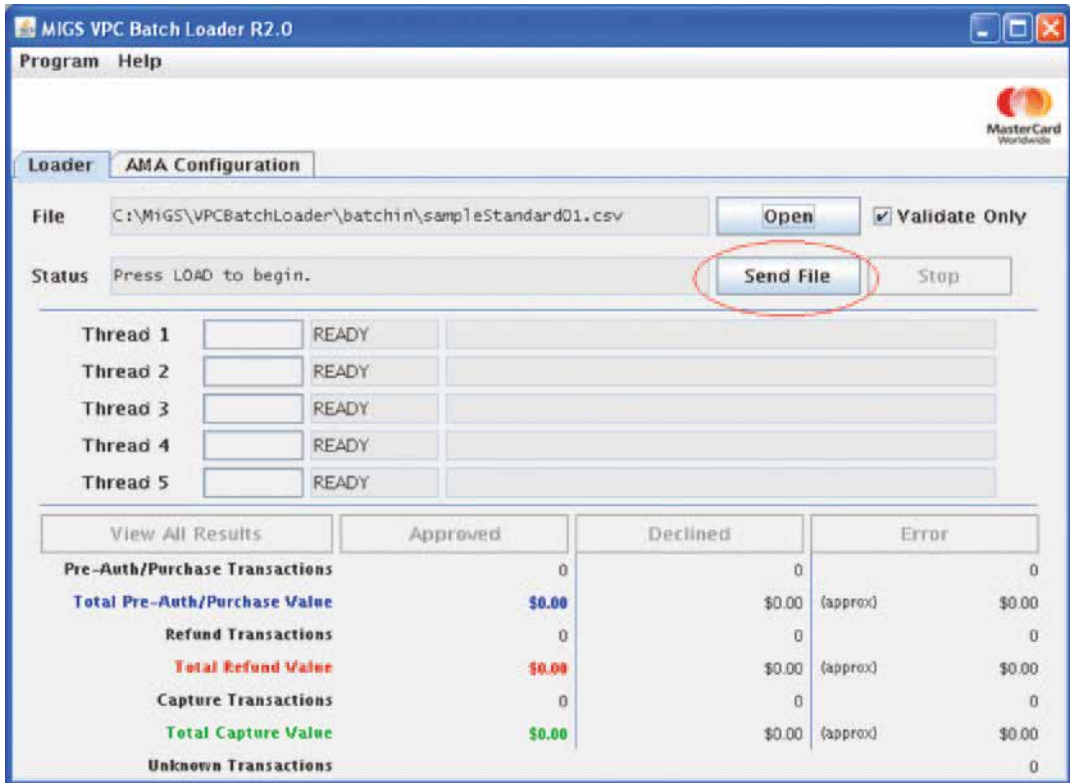 MIGS VPC Batch Loader R2.0
Program Help
MasterCard
Worldwide
Loader AMA Configuration
File C:\MiGS\VPCBatchLoader\batchin\sampleStandard01.csv Open Validate Only
Status Press LOAD to begin. Send File Stop
Thread 1 READY
Thread 2 READY
Thread 3 READY
Thread 4 READY
Thread 5 READY
View All Results Approved Declined Error
Pre-Auth/Purchase Transactions 0 0 0
Total Pre-Auth/Purchase Value $0.00 $0.00 (approx) $0.00
Refund Transactions 0 0 0
Total Refund Value $0.00 $0.00 (approx) $0.00
Capture Transactions 0 0 0
Total Capture Value $0.00 $0.00 (approx) $0.00
Unknown Transactions 0